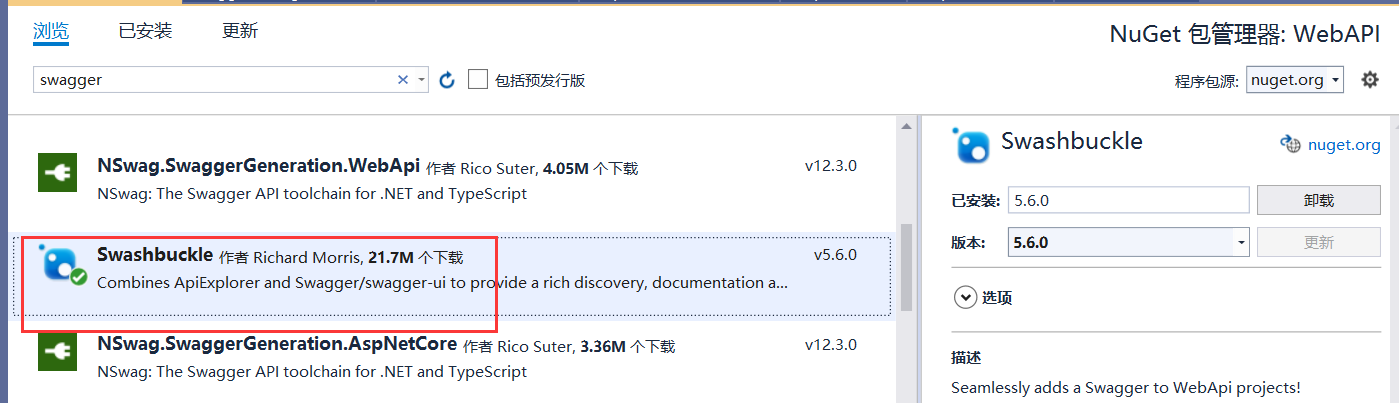 浏览 已安装 更新
NuGet 包管理器: WebAPI
swagger
包括预发行版
程序包源: nuget.org
NSwag.SwaggerGeneration.WebApi 作者 Rico Suter, 4.05M 个下载 v12.3.0
NSwag: The Swagger API toolchain for .NET and TypeScript
Swashbuckle 作者 Richard Morris, 21.7M 个下载 v5.6.0
Combines ApiExplorer and Swagger/swagger-ui to provide a rich discovery, documentation a...
NSwag.SwaggerGeneration.AspNetCore 作者 Rico Suter, 3.36M 个下载 v12.3.0
NSwag: The Swagger API toolchain for .NET and TypeScript
Swashbuckle nuget.org
已安装: 5.6.0 卸载
版本: 5.6.0 更新
选项
描述
Seamlessly adds a Swagger to WebApi projects!